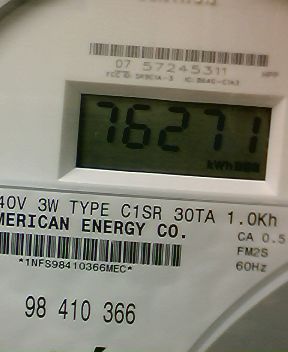 07 57245311
76271
kWh
40V 3W TYPE C1SR 30TA 1.0Kh
MERICAN ENERGY CO.
CA 0.5
FM2S
60Hz
*1NFS98410366MEC*
98 410 366